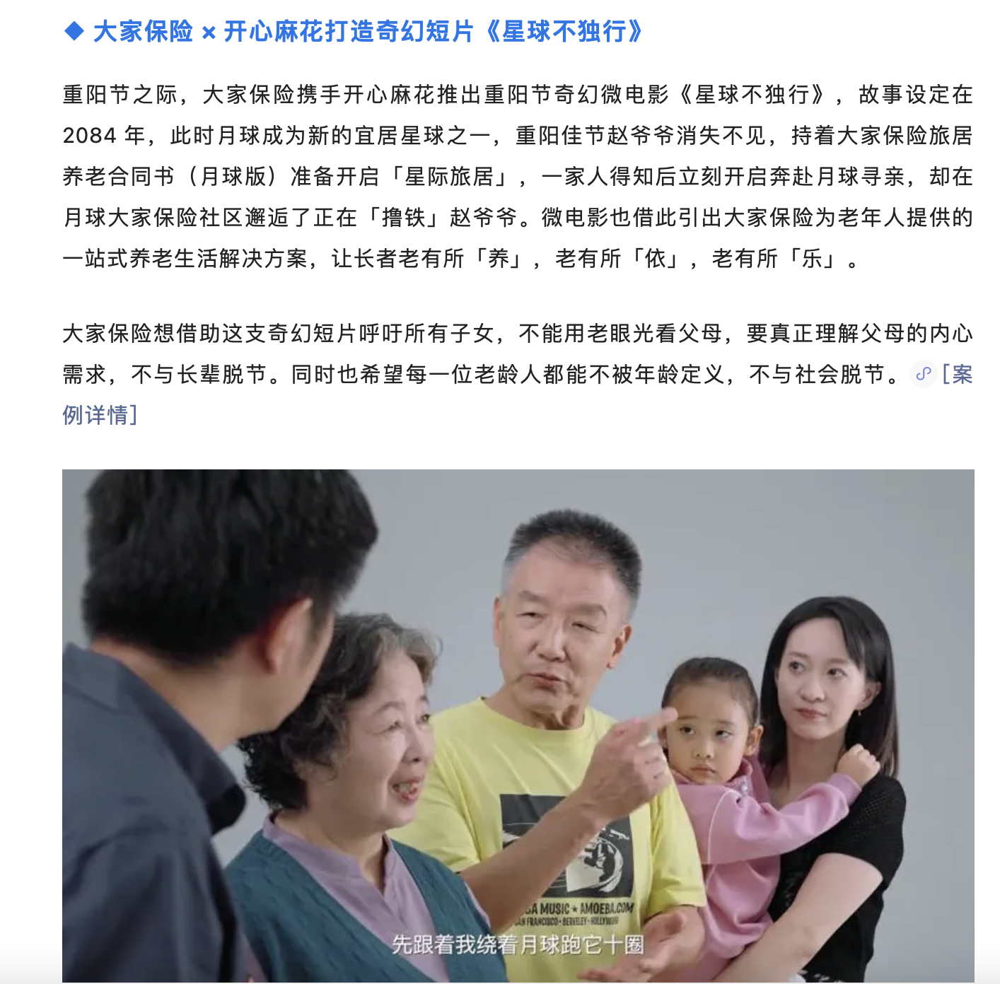 ◆ 大家保险 × 开心麻花打造奇幻短片《星球不独行》
重阳节之际，大家保险携手开心麻花推出重阳节奇幻微电影《星球不独行》，故事设定在
2084 年，此时月球成为新的宜居星球之一，重阳佳节赵爷爷消失不见，持着大家保险旅居
养老合同书（月球版）准备开启「星际旅居」，一家人得知后立刻开启奔赴月球寻亲，却在
月球大家保险社区邂逅了正在「撸铁」赵爷爷。微电影也借此引出大家保险为老年人提供的
一站式养老生活解决方案，让长者老有所「养」，老有所「依」，老有所「乐」。
大家保险想借助这支奇幻短片呼吁所有子女，不能用老眼光看父母，要真正理解父母的内心
需求，不与长辈脱节。同时也希望每一位老龄人都能不被年龄定义，不与社会脱节。[案
例详情]
MUSIC ★ AMOEBA.COM
FRANCISCO • BERKELEY •
先跟着我绕着月球跑它十圈